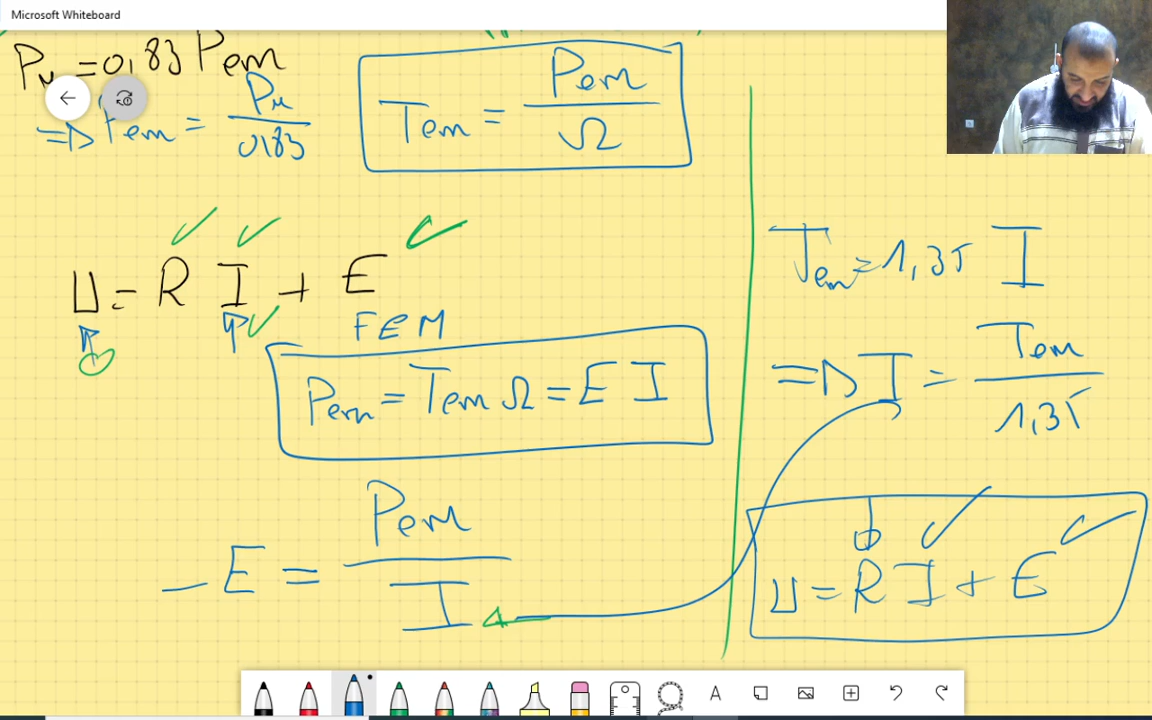 Microsoft Whiteboard
Pu = 0,83 Pem
=> Pem = Pu / 0,83
Tem = Pem / Ω
U = R I + E
FEM
Pem = Tem Ω = E I
- E = Pem / I
Tem = 1,35 I
=> I = Tem / 1,35
U = R I + E
A